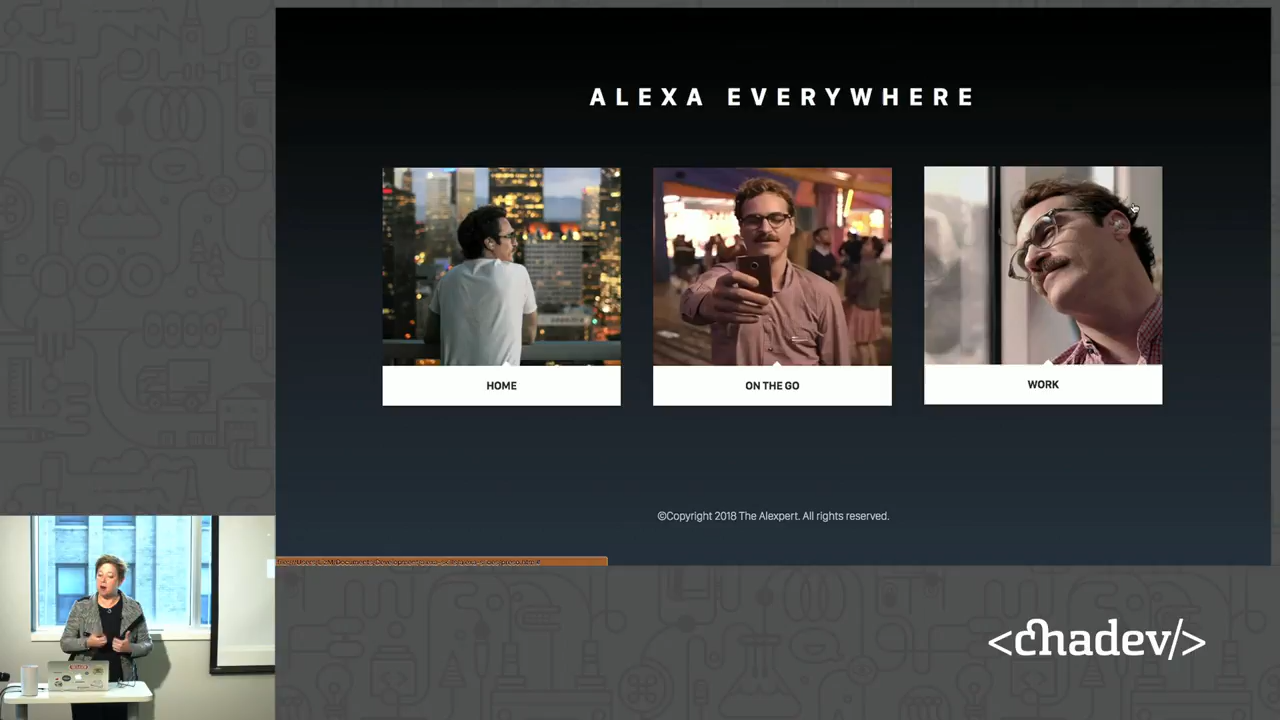 ALEXA EVERYWHERE
HOME
ON THE GO
WORK
©Copyright 2018 The Alexpert. All rights reserved.
<chadev/>